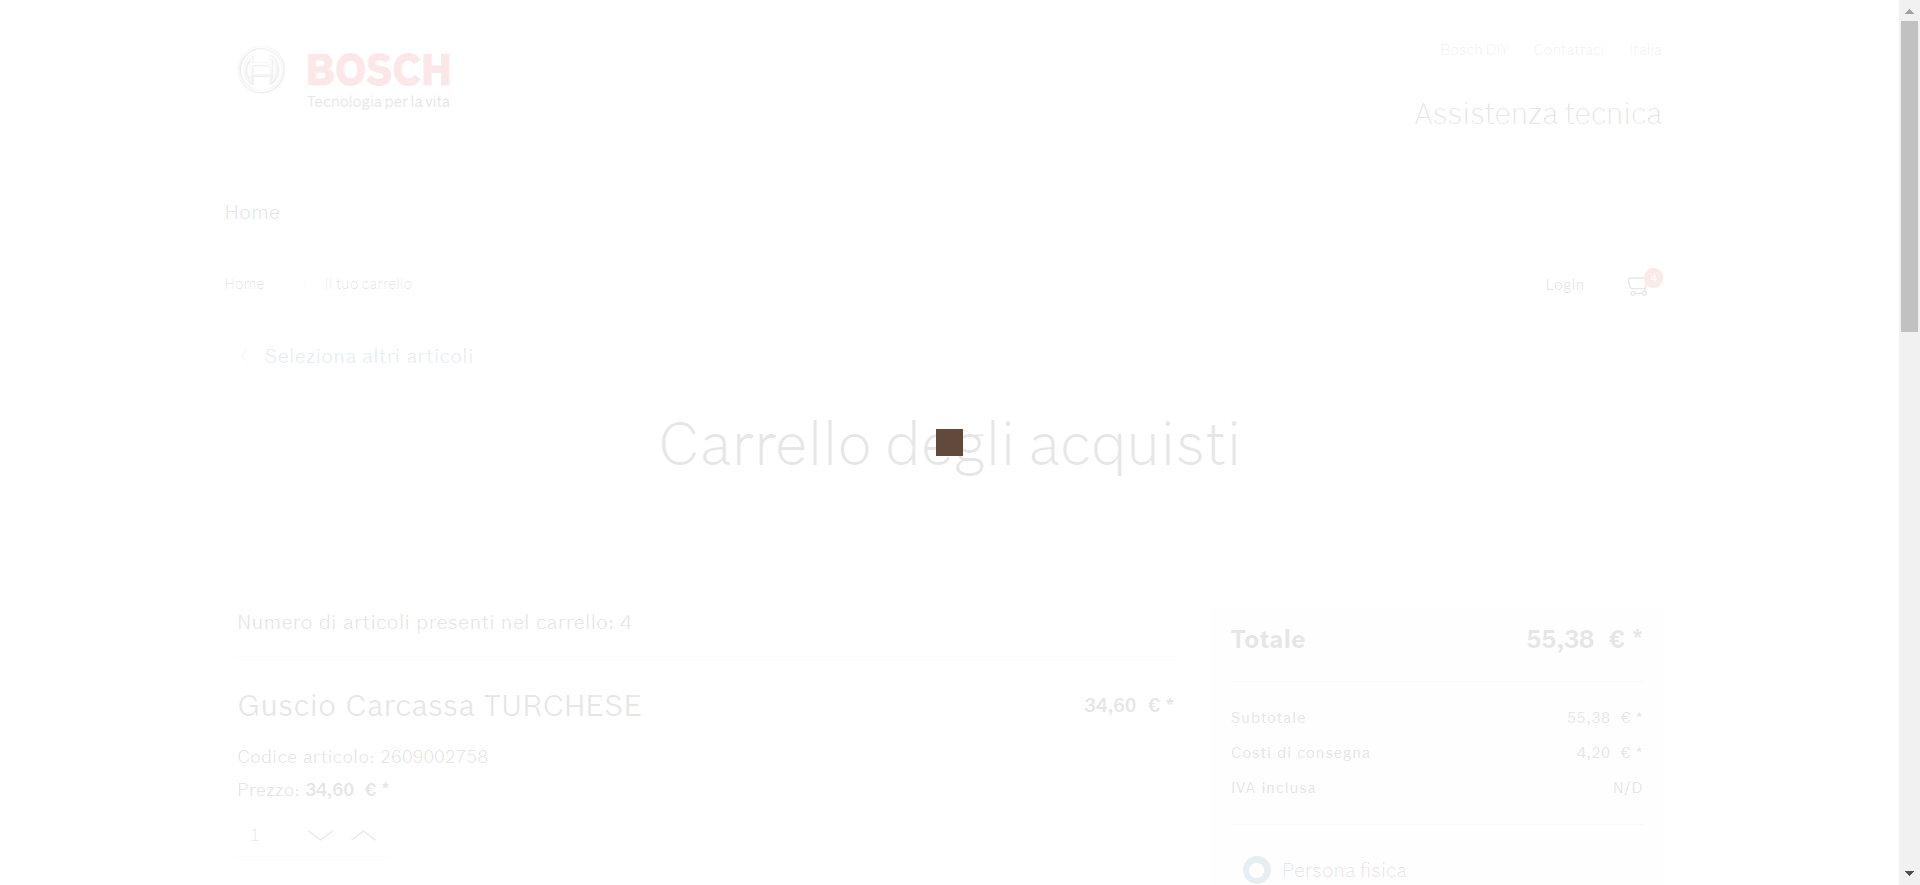 BOSCH
Tecnologia per la vita
Bosch DIY Contattaci Italia
Assistenza tecnica
Home
Home Il tuo carrello
Login 4
Seleziona altri articoli
Carrello degli acquisti
Numero di articoli presenti nel carrello: 4
Guscio Carcassa TURCHESE 34,60 € *
Codice articolo: 2609002758
Prezzo: 34,60 € *
1
Totale 55,38 € *
Subtotale 55,38 € *
Costi di consegna 4,20 € *
IVA inclusa N/D
Persona fisica